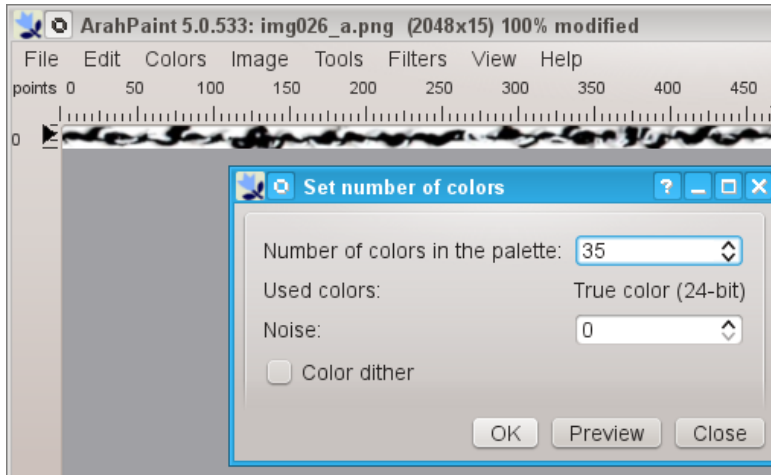 ArahPaint 5.0.533: img026_a.png (2048x15) 100% modified
File Edit Colors Image Tools Filters View Help
points 0 50 100 150 200 250 300 350 400 450
0
Set number of colors ?
Number of colors in the palette: 35
Used colors: True color (24-bit)
Noise: 0
Color dither
OK Preview Close